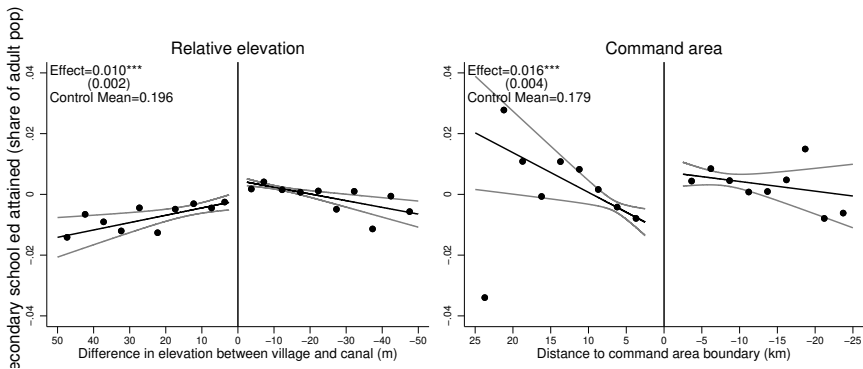 econdary school ed attained (share of adult pop)
Relative elevation
Effect=0.010***
(0.002)
Control Mean=0.196
.04
.02
0
−.02
−.04
50 40 30 20 10 0 −10 −20 −30 −40 −50
Difference in elevation between village and canal (m)
Command area
Effect=0.016***
(0.004)
Control Mean=0.179
.04
.02
0
−.02
−.04
25 20 15 10 5 0 −5 −10 −15 −20 −25
Distance to command area boundary (km)